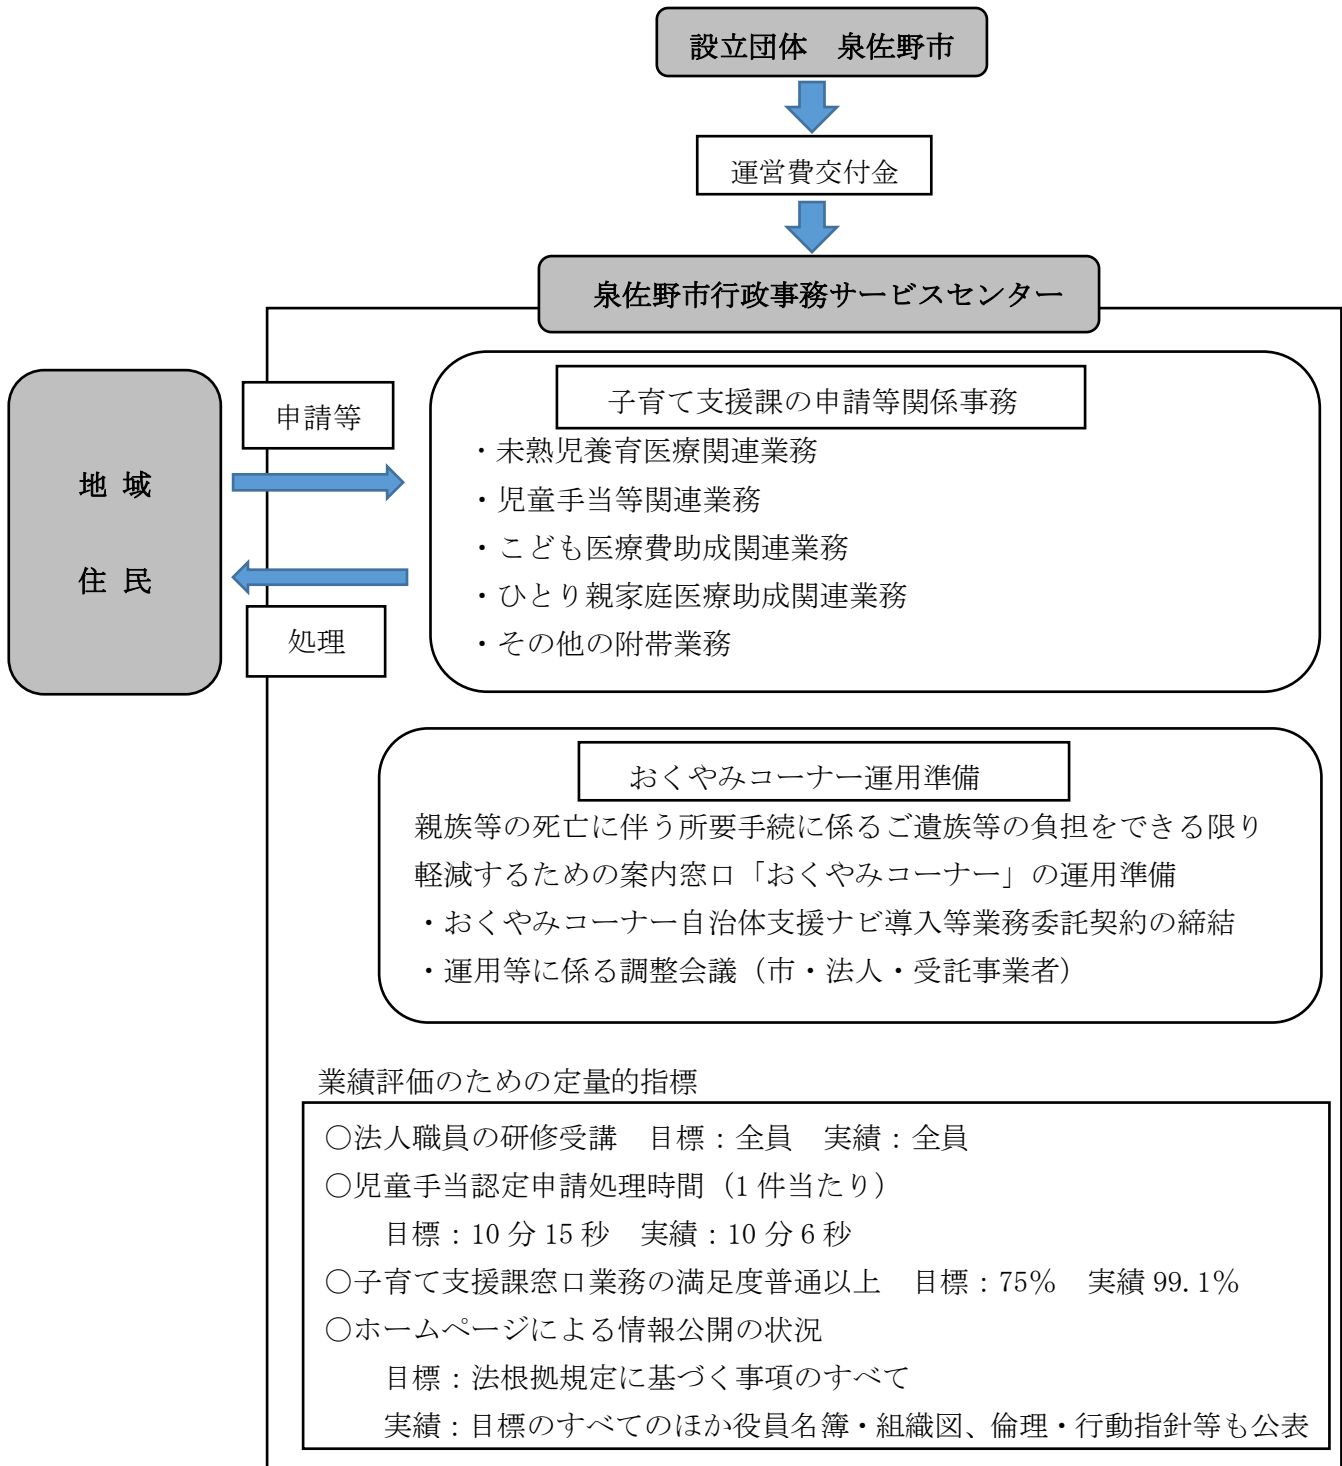 設立団体　泉佐野市
運営費交付金
泉佐野市行政事務サービスセンター
地 域
住 民
申請等
処理
子育て支援課の申請等関係事務
・未熟児養育医療関連業務
・児童手当等関連業務
・こども医療費助成関連業務
・ひとり親家庭医療助成関連業務
・その他の附帯業務
おくやみコーナー運用準備
親族等の死亡に伴う所要手続に係るご遺族等の負担をできる限り
軽減するための案内窓口「おくやみコーナー」の運用準備
・おくやみコーナー自治体支援ナビ導入等業務委託契約の締結
・運用等に係る調整会議（市・法人・受託事業者）
業績評価のための定量的指標
○法人職員の研修受講　目標：全員　実績：全員
○児童手当認定申請処理時間（1 件当たり）
目標：10 分 15 秒　実績：10 分 6 秒
○子育て支援課窓口業務の満足度普通以上　目標：75%　実績 99.1%
○ホームページによる情報公開の状況
目標：法根拠規定に基づく事項のすべて
実績：目標のすべてのほか役員名簿・組織図、倫理・行動指針等も公表